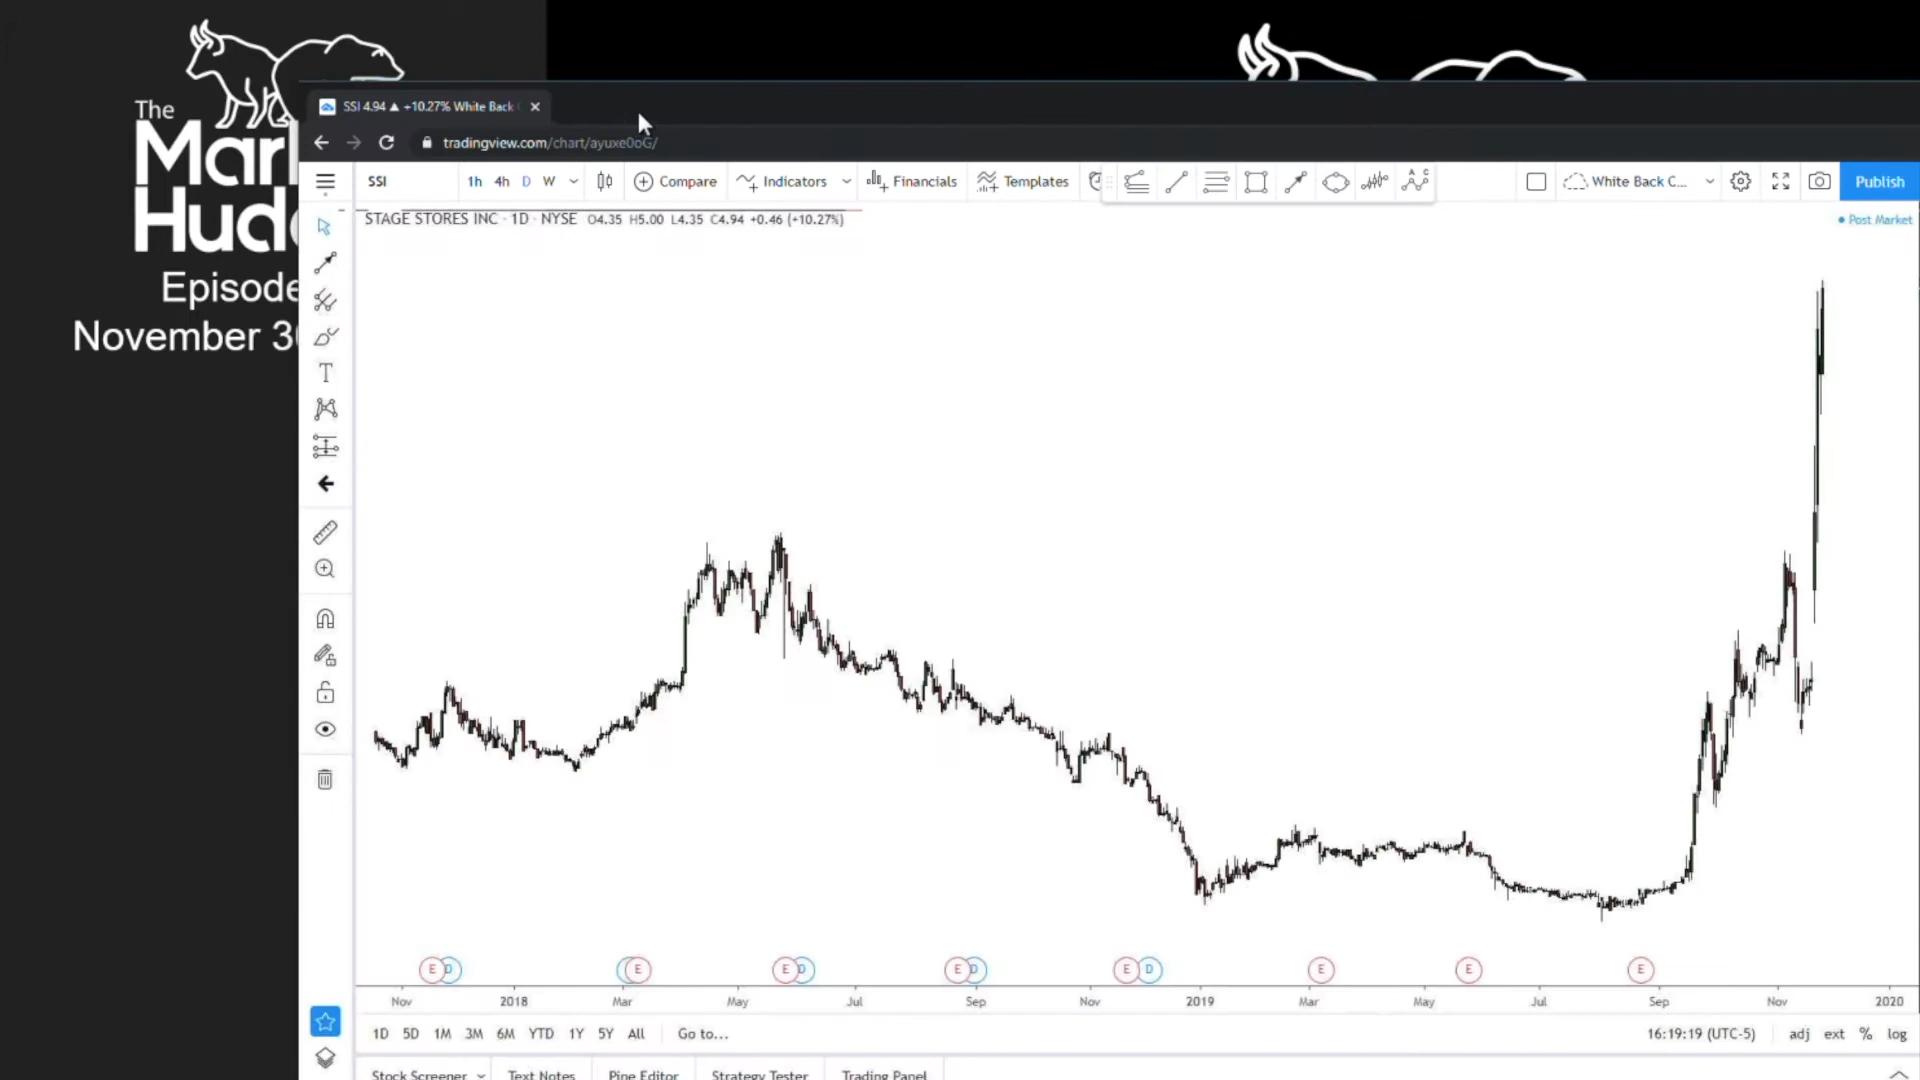 The
Mar
Hud
Episode
November 3
SSI 4.94 ▲ +10.27% White Back
tradingview.com/chart/ayuxe0oG/
SSI 1h 4h D W Compare Indicators Financials Templates White Back C... Publish
STAGE STORES INC · 1D · NYSE O4.35 H5.00 L4.35 C4.94 +0.46 (+10.27%)
Post Market
T
E D E E D E D E D E E E
Nov 2018 Mar May Jul Sep Nov 2019 Mar May Jul Sep Nov 2020
1D 5D 1M 3M 6M YTD 1Y 5Y All Go to... 16:19:19 (UTC-5) adj ext % log
Stock Screener Text Notes Pine Editor Strategy Tester Trading Panel